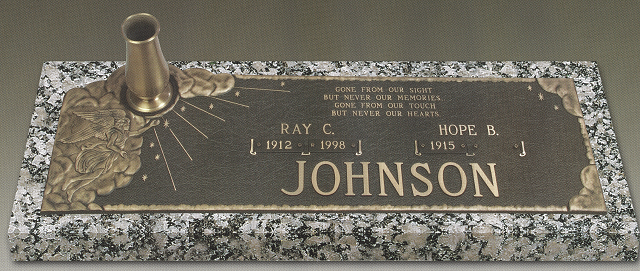 GONE FROM OUR SIGHT
BUT NEVER OUR MEMORIES.
GONE FROM OUR TOUCH
BUT NEVER OUR HEARTS.
RAY C. HOPE B.
1912 1998 1915
JOHNSON